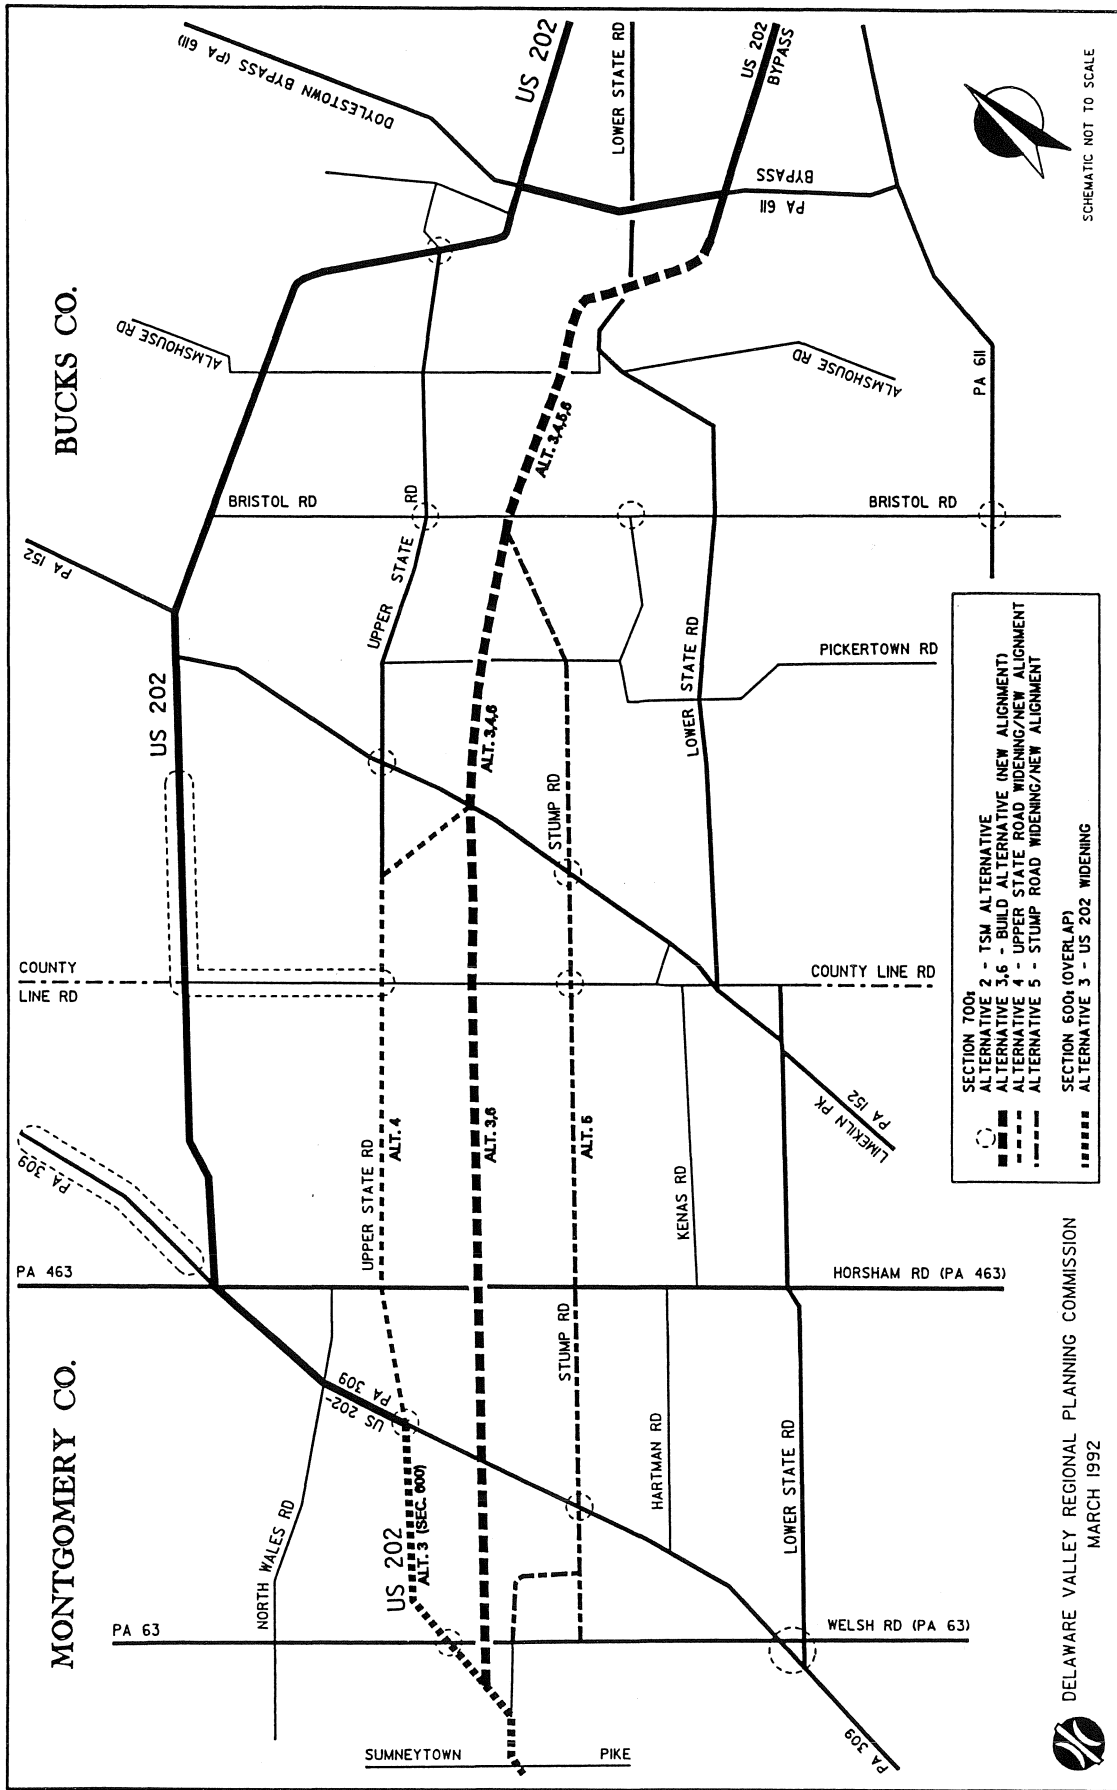 MONTGOMERY CO.
BUCKS CO.
PA 63
NORTH WALES RD
PA 463
PA 309
COUNTY
LINE RD
US 202
PA 152
BRISTOL RD
ALMSHOUSE RD
DOYLESTOWN BYPASS (PA 611)
US 202
LOWER STATE RD
US 202
BYPASS
PA 611
BYPASS
UPPER STATE RD
US 202-
PA 309
US 202
ALT. 3 (SEC. 600)
UPPER STATE RD
ALT. 4
ALT. 3,6
ALT. 3,4,6
ALT. 3,4,5,6
ALT. 5
STUMP RD
STUMP RD
SUMNEYTOWN PIKE
HARTMAN RD
KENAS RD
LOWER STATE RD
LOWER STATE RD
WELSH RD (PA 63)
PA 309
HORSHAM RD (PA 463)
LIMEKILN PK
PA 152
COUNTY LINE RD
PICKERTOWN RD
BRISTOL RD
ALMSHOUSE RD
PA 611
SCHEMATIC NOT TO SCALE
SECTION 700:
ALTERNATIVE 2 - TSM ALTERNATIVE
ALTERNATIVE 3,6 - BUILD ALTERNATIVE (NEW ALIGNMENT)
ALTERNATIVE 4 - UPPER STATE ROAD WIDENING/NEW ALIGNMENT
ALTERNATIVE 5 - STUMP ROAD WIDENING/NEW ALIGNMENT
SECTION 600: (OVERLAP)
ALTERNATIVE 3 - US 202 WIDENING
DELAWARE VALLEY REGIONAL PLANNING COMMISSION
MARCH 1992